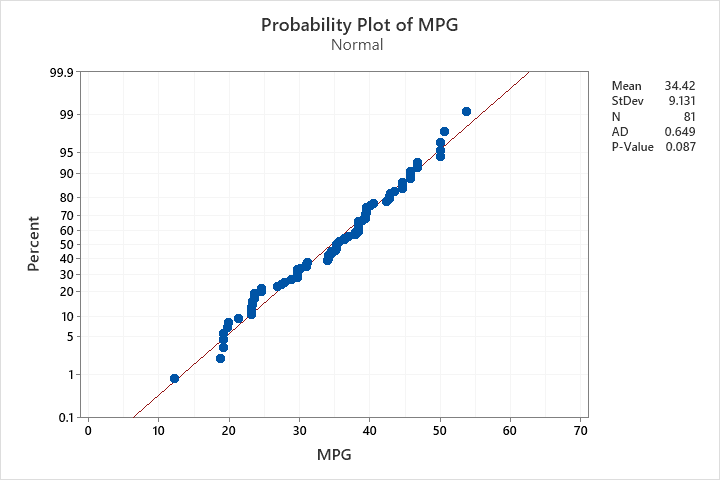 Probability Plot of MPG
Normal
99.9
99
95
90
80
70
60
50
40
30
20
10
5
1
0.1
Percent
0 10 20 30 40 50 60 70
MPG
Mean 34.42
StDev 9.131
N 81
AD 0.649
P-Value 0.087